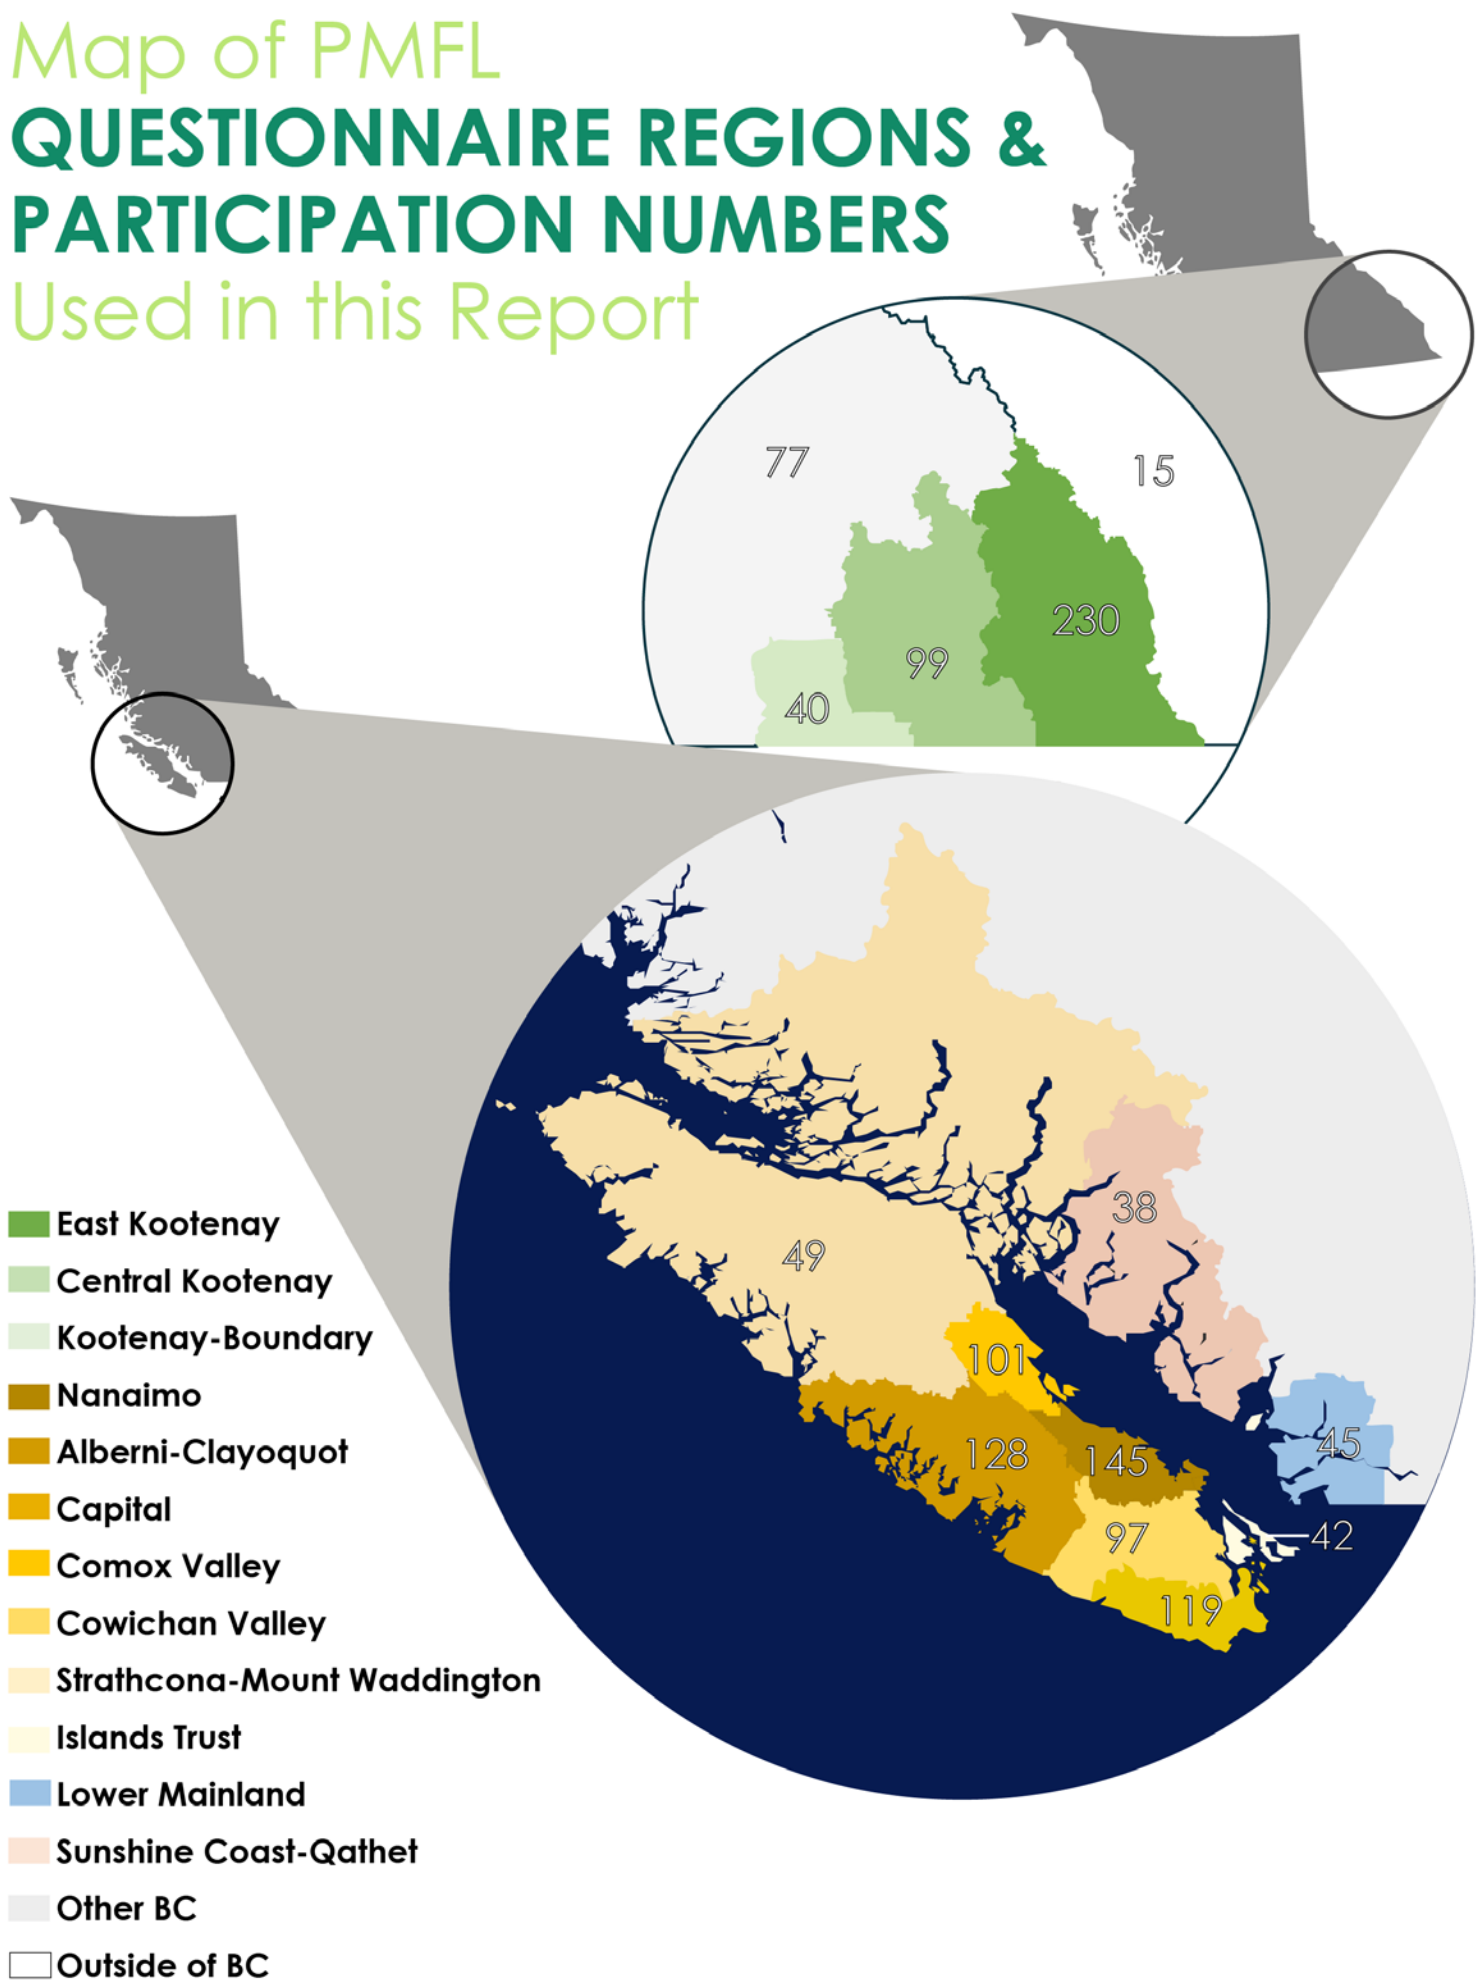 Map of PMFL
QUESTIONNAIRE REGIONS &
PARTICIPATION NUMBERS
Used in this Report
77
15
230
99
40
38
49
101
128
145
45
97
42
119
East Kootenay
Central Kootenay
Kootenay-Boundary
Nanaimo
Alberni-Clayoquot
Capital
Comox Valley
Cowichan Valley
Strathcona-Mount Waddington
Islands Trust
Lower Mainland
Sunshine Coast-Qathet
Other BC
Outside of BC